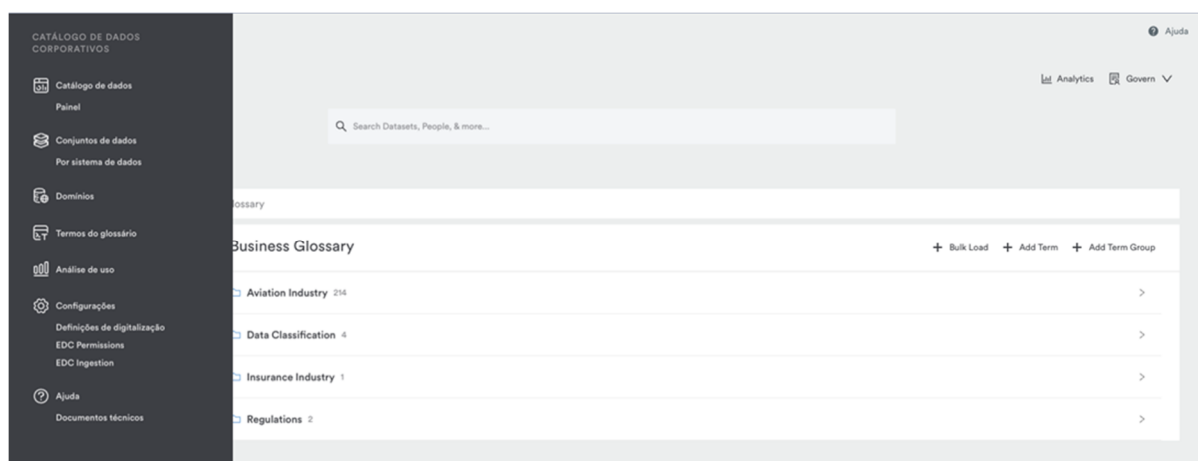 CATÁLOGO DE DADOS
CORPORATIVOS
Catálogo de dados
Painel
Conjuntos de dados
Por sistema de dados
Domínios
Termos do glossário
Análise de uso
Configurações
Definições de digitalização
EDC Permissions
EDC Ingestion
Ajuda
Documentos técnicos
Ajuda
Analytics Govern
Search Datasets, People, & more...
lossary
Business Glossary + Bulk Load + Add Term + Add Term Group
Aviation Industry 214 >
Data Classification 4 >
Insurance Industry 1 >
Regulations 2 >